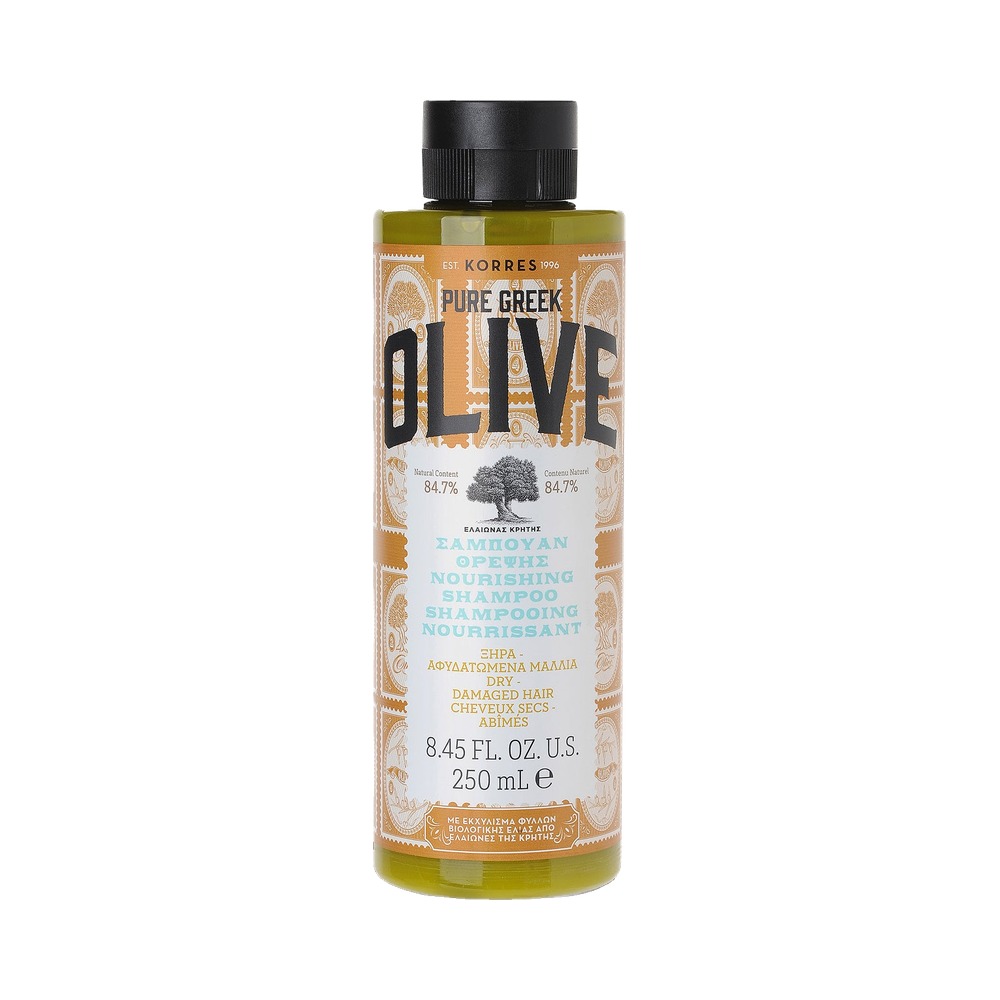 EST. KORRES 1996
PURE GREEK
OLIVE
Natural Content
84.7%
Contenu Naturel
84.7%
ΕΛΑΙΩΝΑΣ ΚΡΗΤΗΣ
ΣΑΜΠΟΥΑΝ
ΘΡΕΨΗΣ
NOURISHING
SHAMPOO
SHAMPOOING
NOURRISSANT
ΞΗΡΑ -
ΑΦΥΔΑΤΩΜΕΝΑ ΜΑΛΛΙΑ
DRY -
DAMAGED HAIR
CHEVEUX SECS -
ABÎMÉS
8.45 FL. OZ. U.S.
250 mL ℮
ΜΕ ΕΚΧΥΛΙΣΜΑ ΦΥΛΛΩΝ
ΒΙΟΛΟΓΙΚΗΣ ΕΛΙΑΣ ΑΠΟ
ΕΛΑΙΩΝΕΣ ΤΗΣ ΚΡΗΤΗΣ